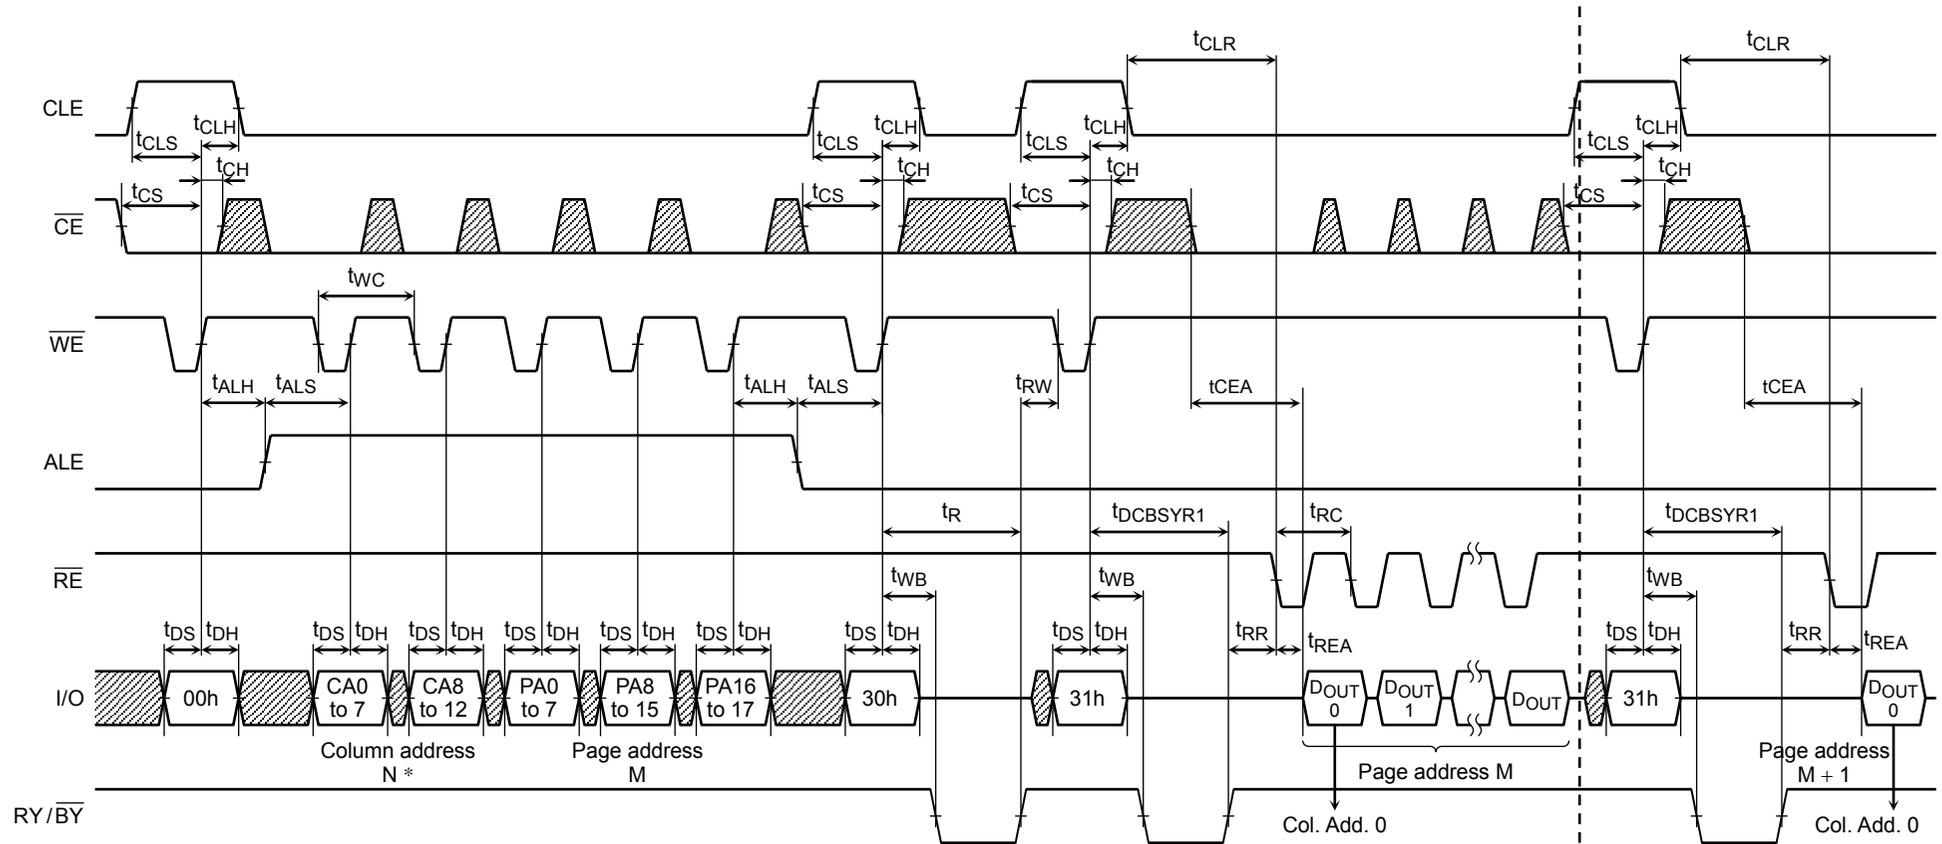 tCLR tCLR
CLE
tCLS tCLH tCLS tCLH tCLS tCLH tCLS tCLH
tCH tCH tCH tCH
tCS tCS tCS tCS
CE
tWC
WE
tALH tALS tALH tALS tRW tCEA tCEA
ALE
tR tDCBSYR1 tRC tDCBSYR1
RE
tWB tWB tWB
tDS tDH tDS tDH tDS tDH tDS tDH tDS tDH tDS tDH tDS tDH tDS tDH tRR tREA tDS tDH tRR tREA
I/O
00h
CA0 to 7
CA8 to 12
PA0 to 7
PA8 to 15
PA16 to 17
30h
31h
DOUT 0
DOUT 1
DOUT
31h
DOUT 0
Column address
N *
Page address
M
Page address M
Page address
M + 1
RY/BY
Col. Add. 0
Col. Add. 0